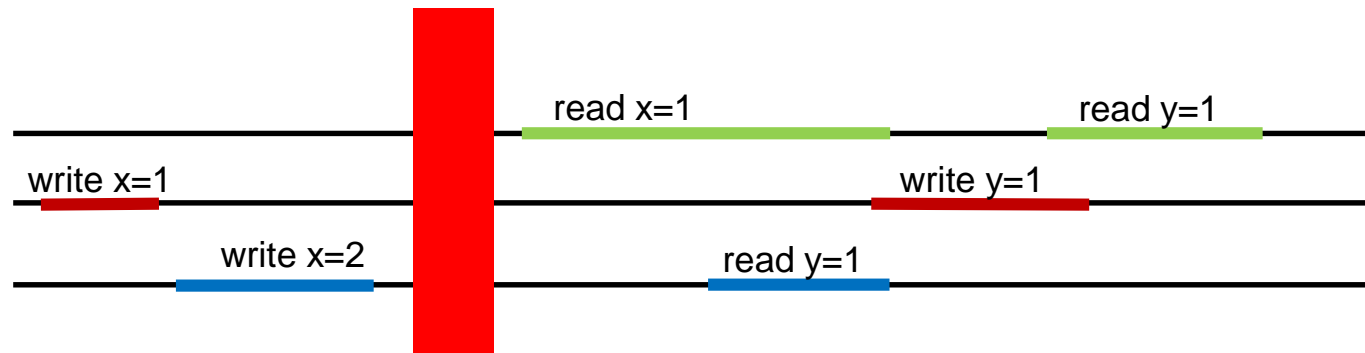 read x=1
read y=1
write x=1
write y=1
write x=2
read y=1